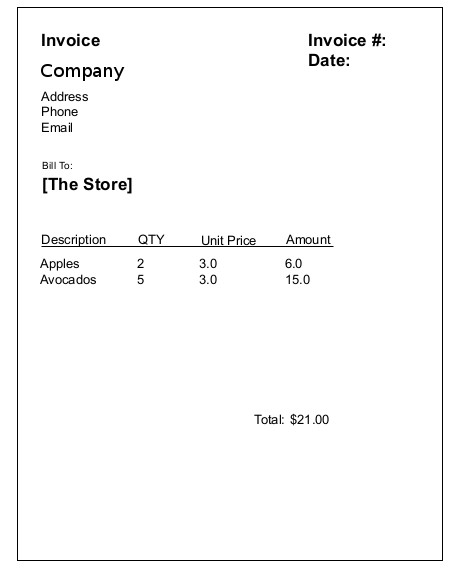 Invoice
Invoice #:
Date:
Company
Address
Phone
Email
Bill To:
[The Store]
Description QTY Unit Price Amount
Apples 2 3.0 6.0
Avocados 5 3.0 15.0
Total: $21.00